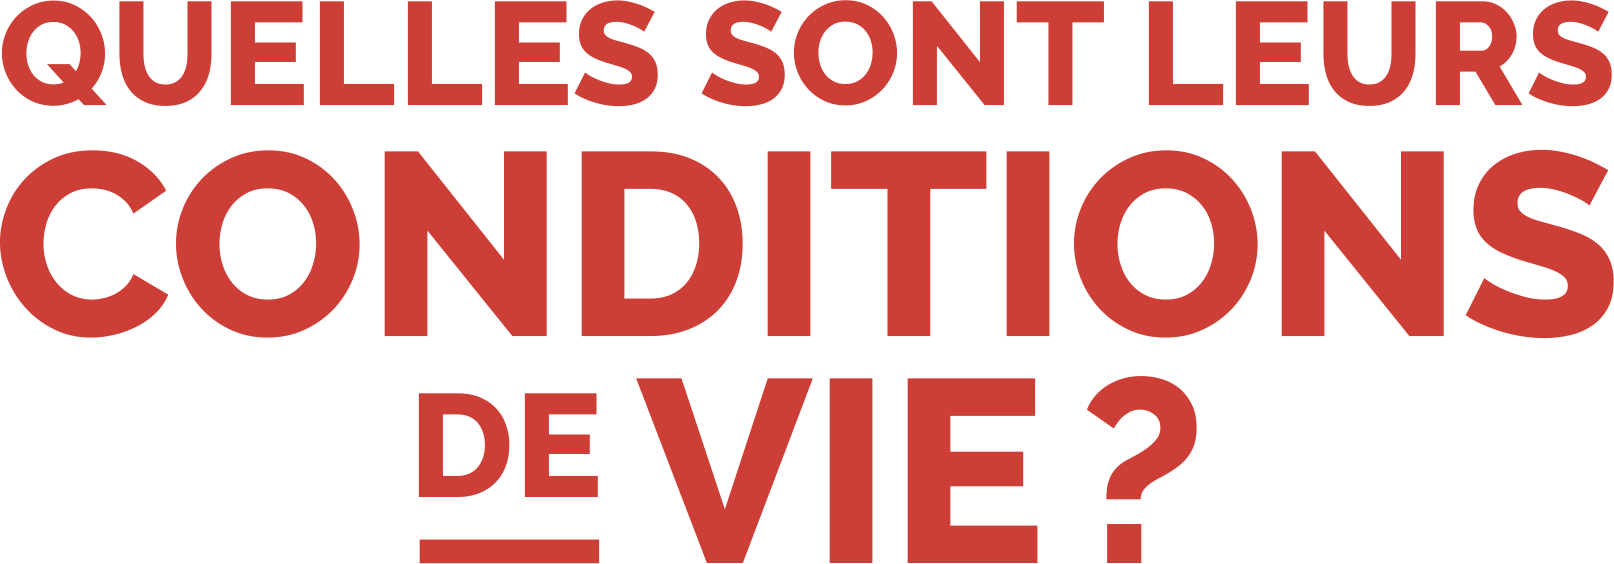 QUELLES SONT LEURS
CONDITIONS
DE VIE ?